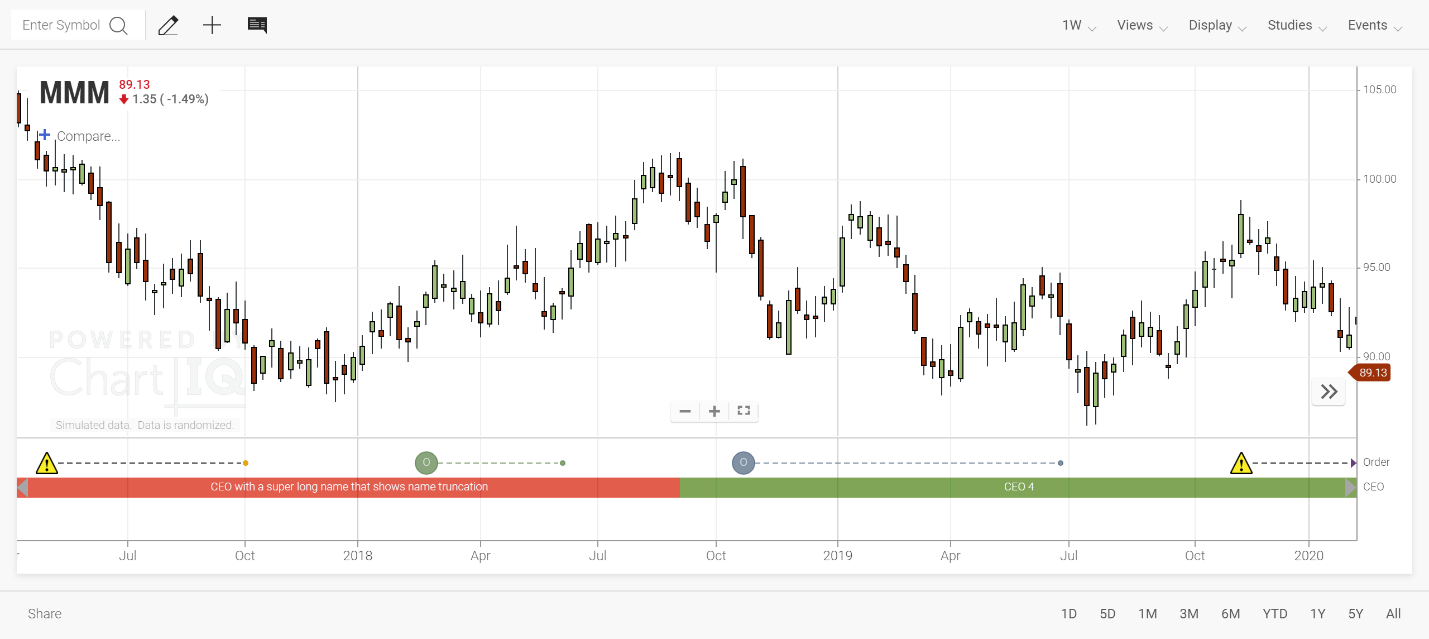 Enter Symbol
1W Views Display Studies Events
MMM 89.13
1.35 ( -1.49%)
Compare...
105.00
100.00
95.00
90.00
89.13
POWERED
Chart IQ
Simulated data. Data is randomized.
O O Order
CEO with a super long name that shows name truncation CEO 4 CEO
Jul Oct 2018 Apr Jul Oct 2019 Apr Jul Oct 2020
Share 1D 5D 1M 3M 6M YTD 1Y 5Y All